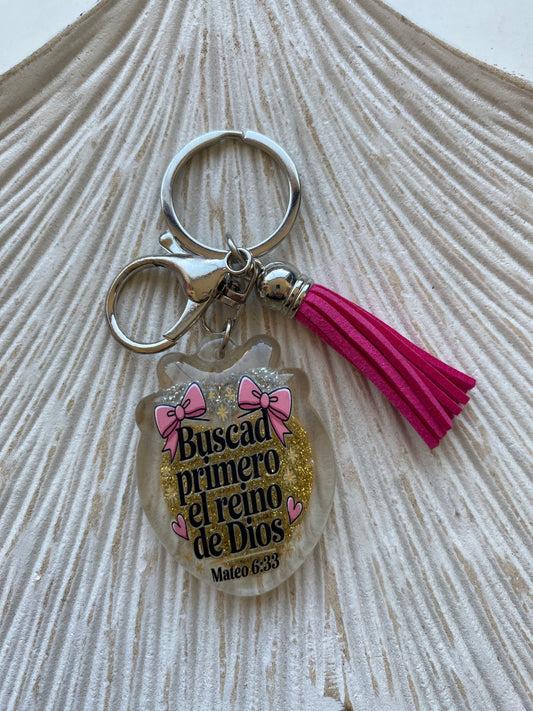 Buscad
primero
el reino
de Dios
Mateo 6:33